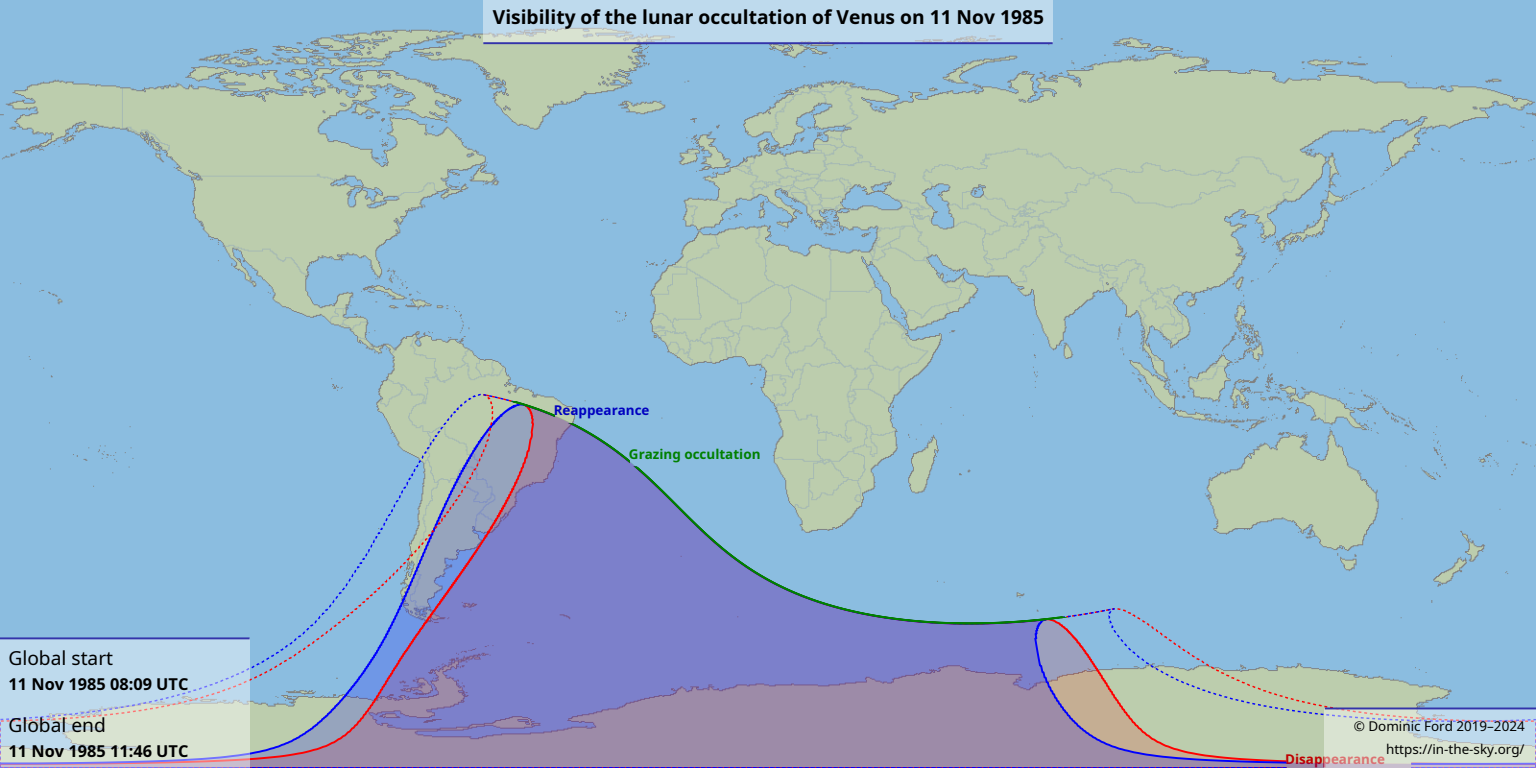 Visibility of the lunar occultation of Venus on 11 Nov 1985
Reappearance
Grazing occultation
Global start
11 Nov 1985 08:09 UTC
Global end
11 Nov 1985 11:46 UTC
© Dominic Ford 2019–2024
https://in-the-sky.org/
Disappearance